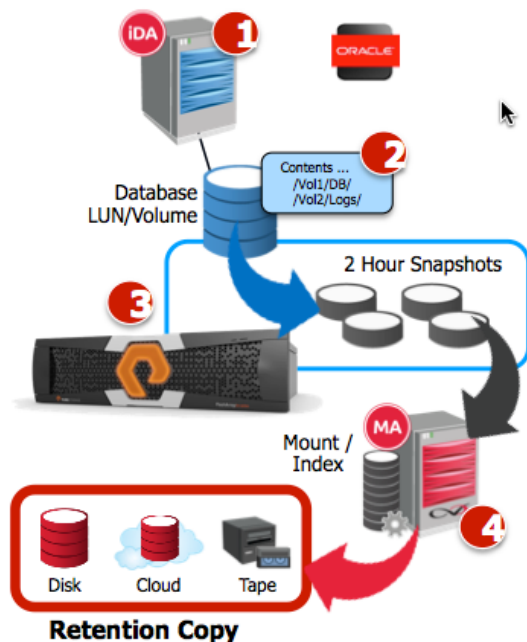 iDA
1
ORACLE
2
Contents ...
/Vol1/DB/
/Vol2/Logs/
Database
LUN/Volume
2 Hour Snapshots
3
MA
Mount /
Index
4
Disk
Cloud
Tape
Retention Copy